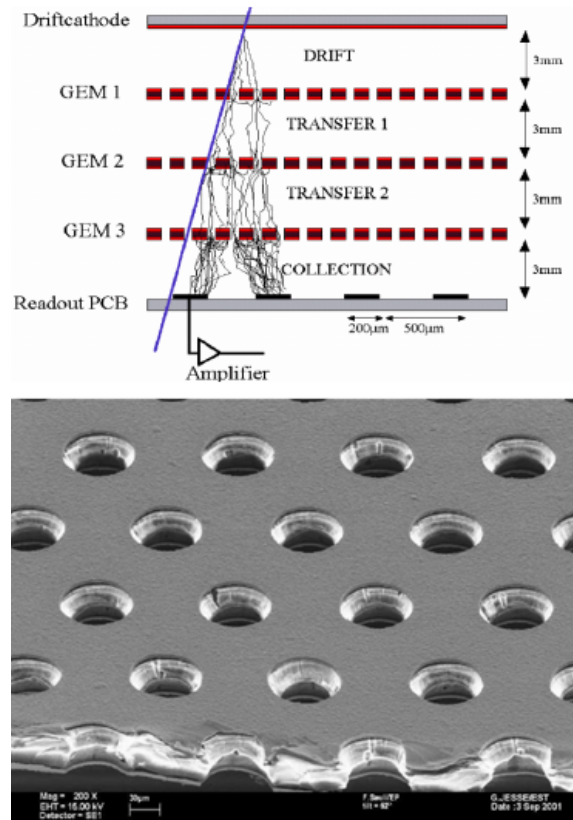 Driftcathode
DRIFT
3mm
GEM 1
TRANSFER 1
3mm
GEM 2
TRANSFER 2
3mm
GEM 3
COLLECTION
3mm
Readout PCB
200μm 500μm
Amplifier
Mag = 200 X
30μm
EHT = 15.00 kV
Detector = SE1
Date :3 Sep 2001